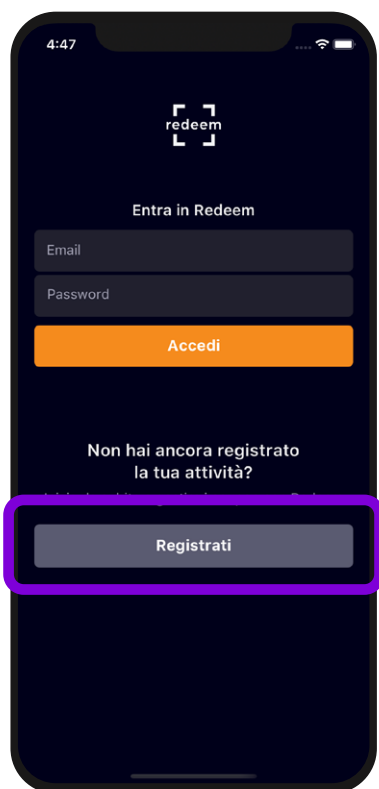 4:47
redeem
Entra in Redeem
Email
Password
Accedi
Non hai ancora registrato
la tua attività?
Registrati